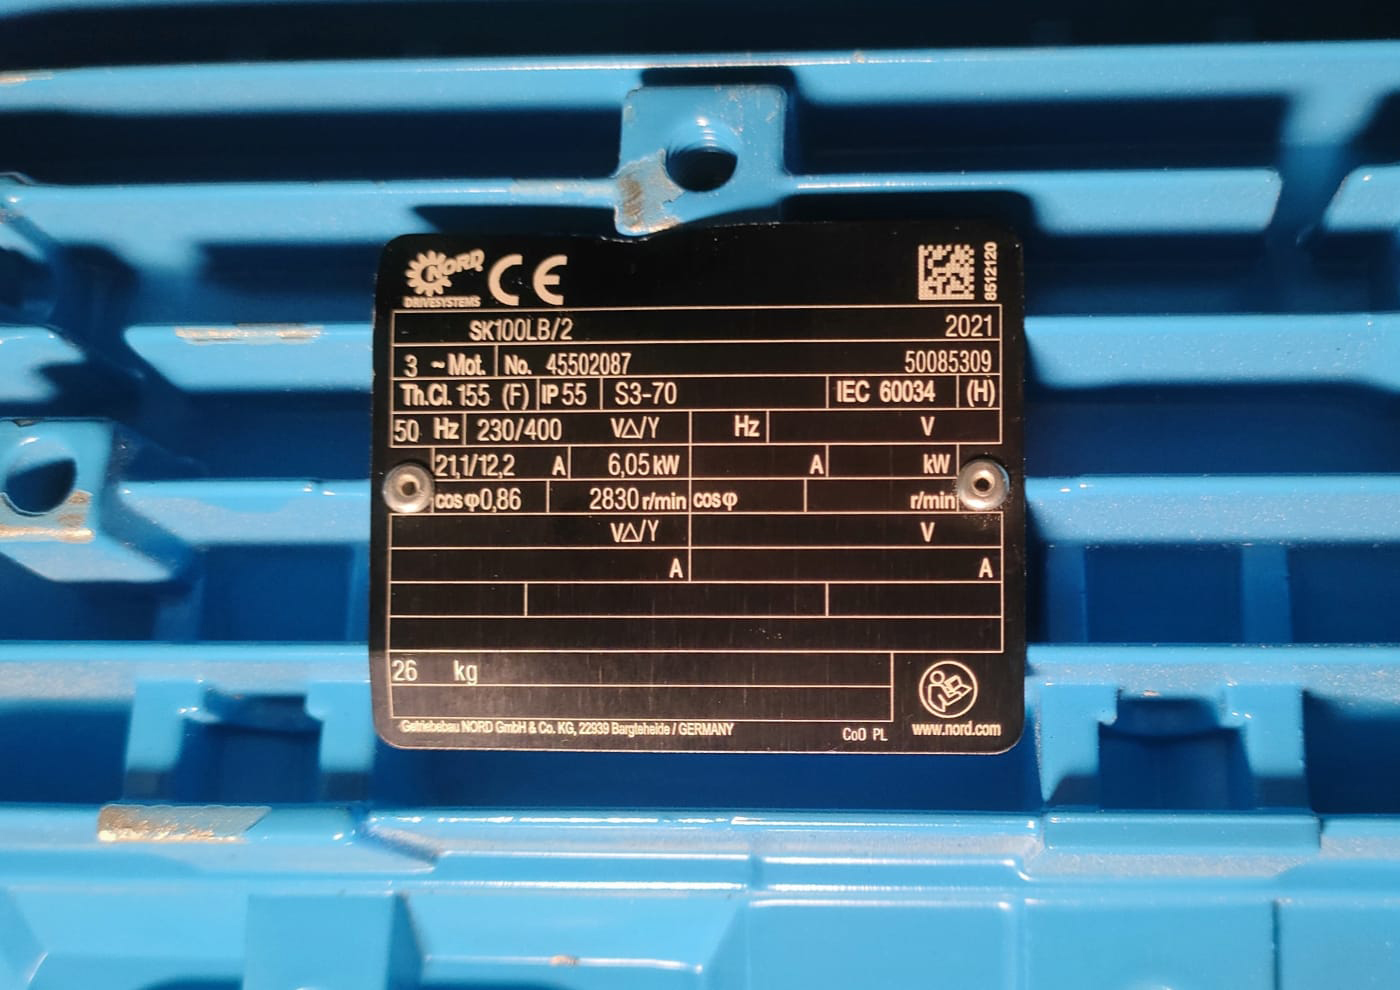 NORD CE
DRIVESYSTEMS
8512120
SK100LB/2 2021
3 ~Mot. No. 45502087 50085309
Th.Cl. 155 (F) IP 55 S3-70 IEC 60034 (H)
50 Hz 230/400 V△/Y Hz V
21,1/12,2 A 6,05 kW A kW
cosφ 0,86 2830 r/min cosφ r/min
V△/Y V
A A
26 kg
Getriebebau NORD GmbH & Co. KG, 22939 Bargteheide / GERMANY CoO PL www.nord.com